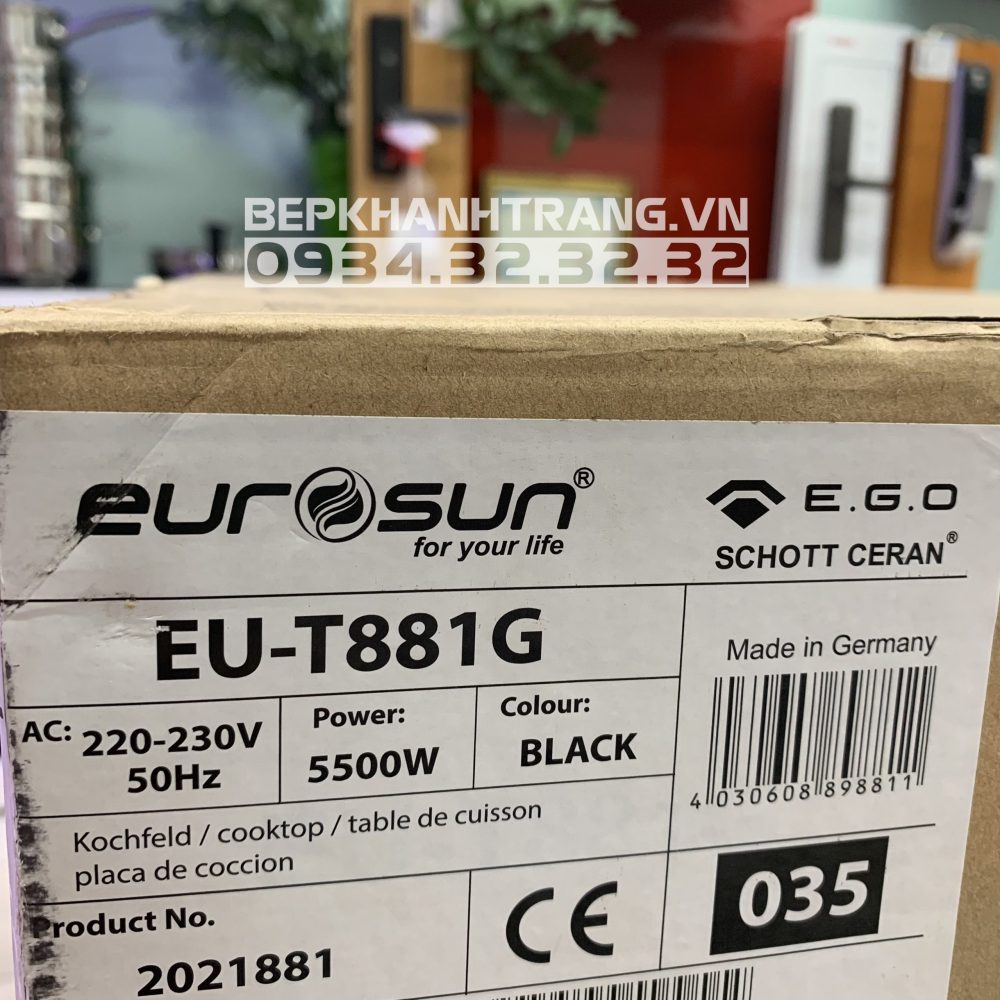 BEPKHANHTRANG.VN
0934.32.32.32
eurosun®
for your life
E.G.O
SCHOTT CERAN®
EU-T881G
Made in Germany
AC: 220-230V
50Hz
Power:
5500W
Colour:
BLACK
4 030608 898811
Kochfeld / cooktop / table de cuisson
placa de coccion
Product No.
2021881
CE
035